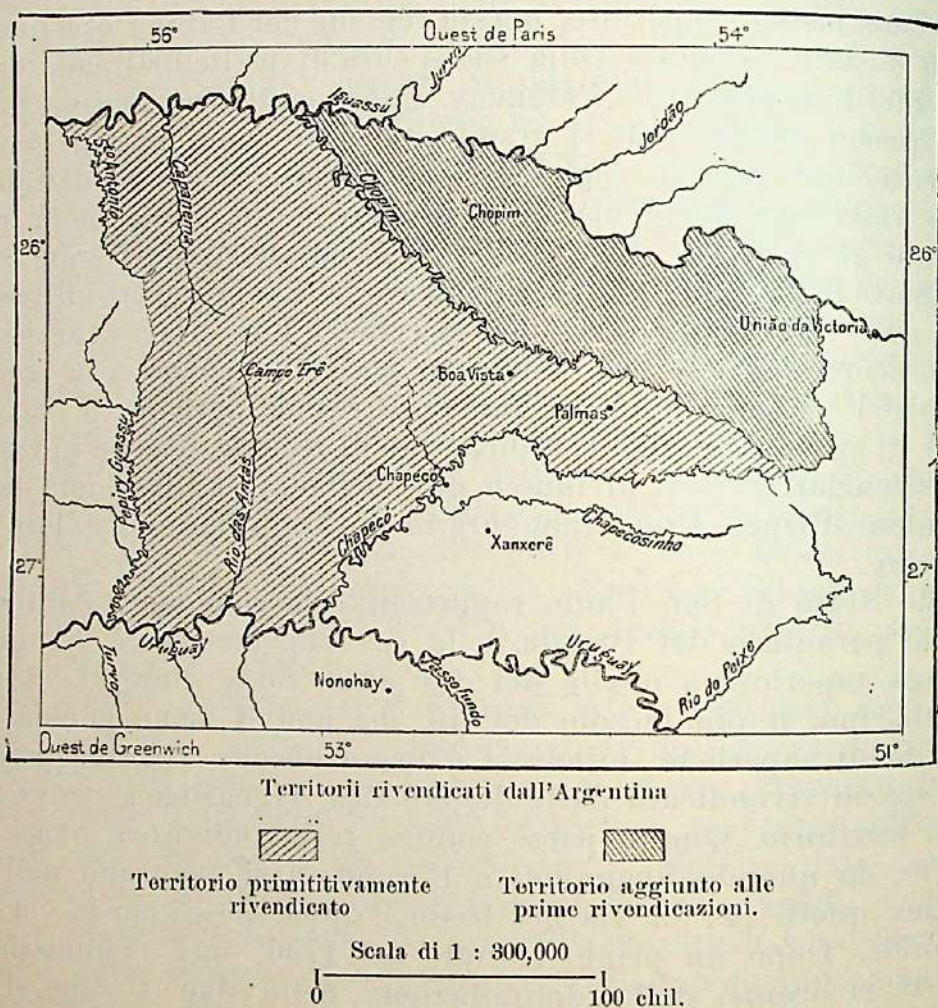 56°
Ouest de Paris
54°
Iguassú
Jurvo
Jordão
Sto Antonio
Capanema
Chopim
Chopim
26°
26°
União da Victoria
Campo Erê
Boa Vista
Palmas
Pepiry Guassu
Rio das Antas
Chapecó
Chapecó
Chapecosinho
Xanxerê
27°
27°
Uruguay
Uruguay
Turvo
Nonohay
Passo fundo
Rio do Peixe
Ouest de Greenwich
53°
51°
Territorii rivendicati dall'Argentina
Territorio primititivamente
rivendicato
Territorio aggiunto alle
prime rivendicazioni.
Scala di 1 : 300,000
0
100 chil.